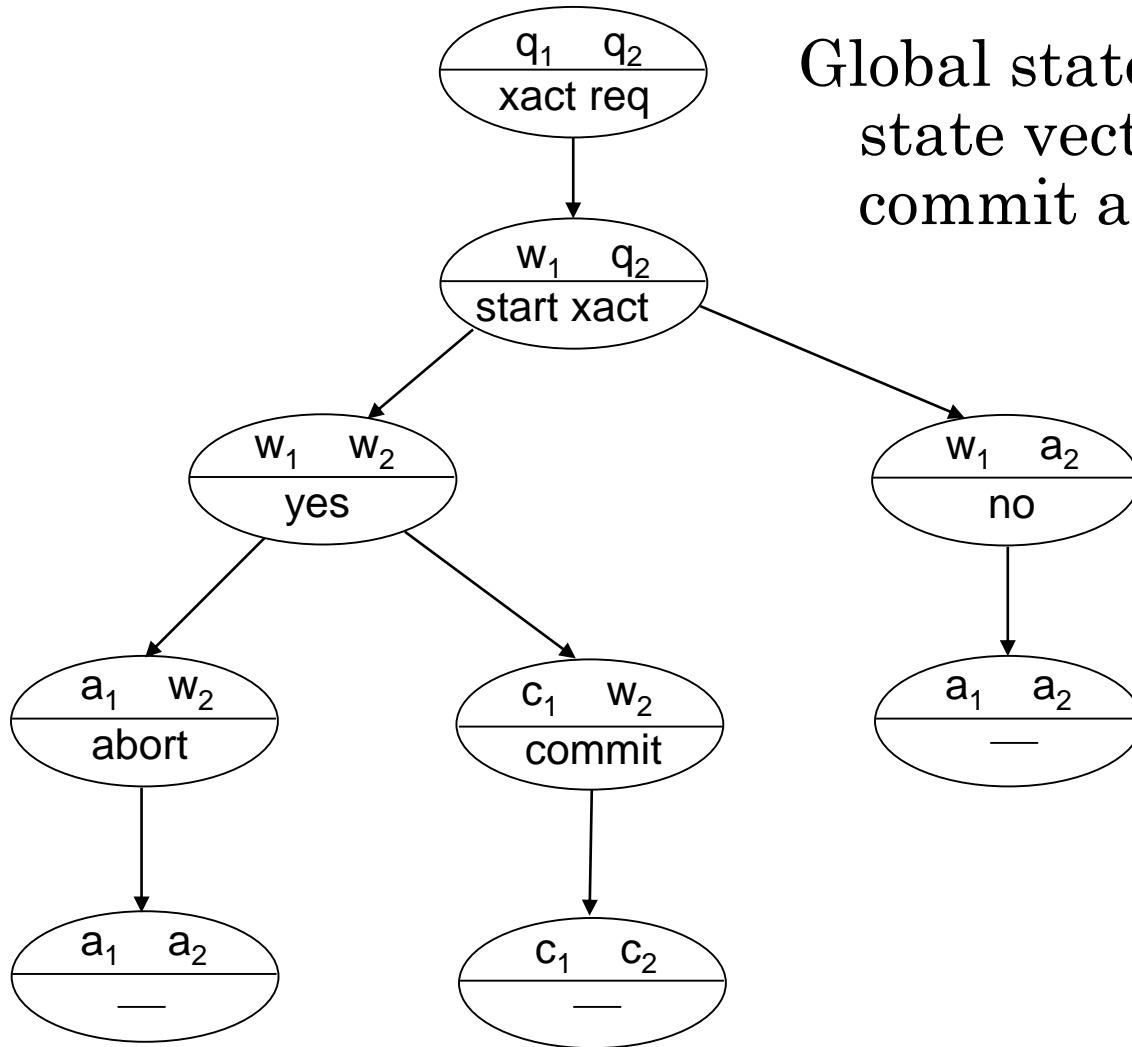 q₁ q₂
xact req
Global state
state vect
commit a
w₁ q₂
start xact
w₁ w₂
yes
w₁ a₂
no
a₁ w₂
abort
c₁ w₂
commit
a₁ a₂
—
a₁ a₂
—
c₁ c₂
—